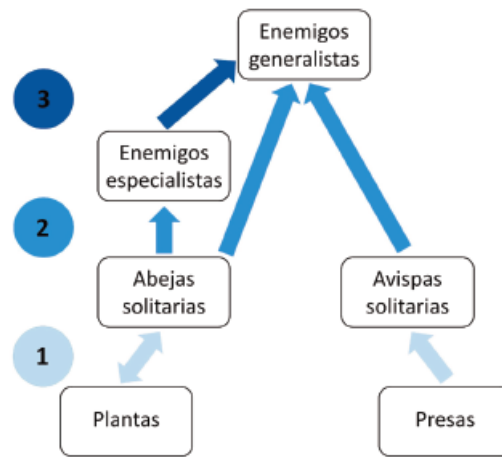 Enemigos
generalistas
3
Enemigos
especialistas
2
Abejas
solitarias
Avispas
solitarias
1
Plantas
Presas